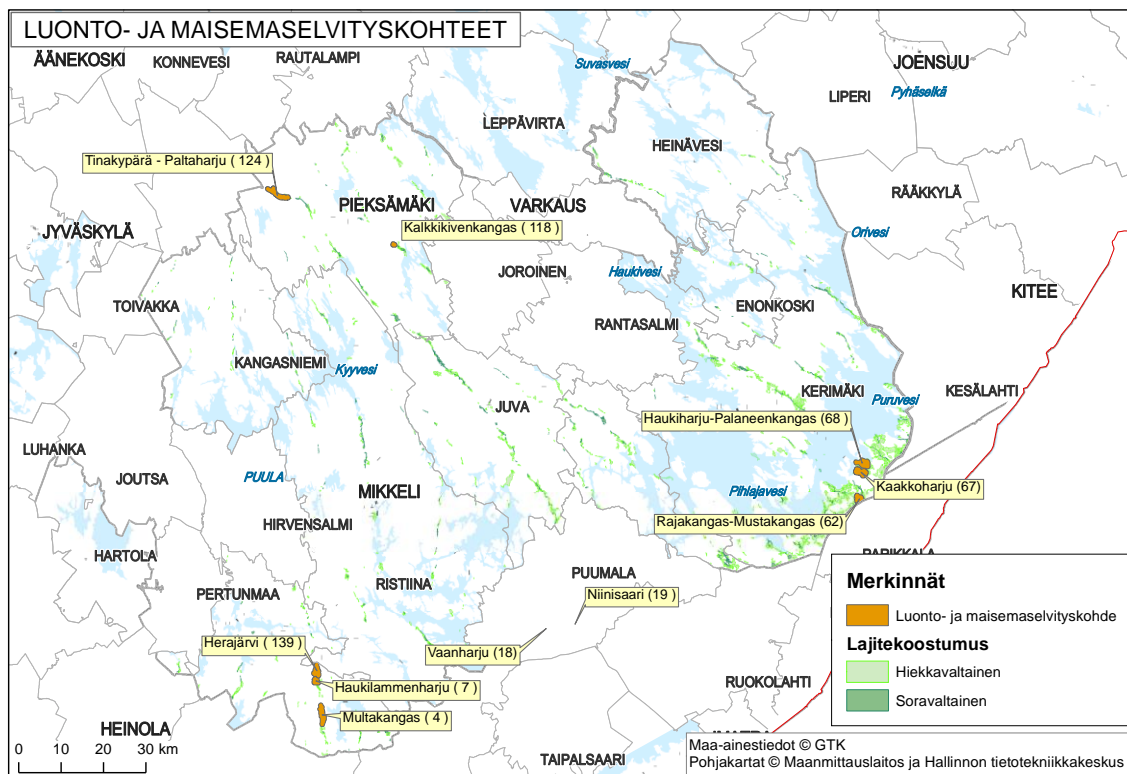 LUONTO- JA MAISEMASELVITYSKOHTEET
ÄÄNEKOSKI
KONNEVESI
RAUTALAMPI
Suvasvesi
JOENSUU
LIPERI
Pyhäselkä
LEPPÄVIRTA
HEINÄVESI
Tinakypärä - Paltaharju ( 124)
RÄÄKKYLÄ
PIEKSÄMÄKI
VARKAUS
JYVÄSKYLÄ
Kalkkikivenkangas ( 118)
Orivesi
JOROINEN
Haukivesi
KITEE
TOIVAKKA
ENONKOSKI
RANTASALMI
KANGASNIEMI
Kyyvesi
KERIMÄKI
Puruvesi
KESÄLAHTI
JUVA
Haukiharju-Palaneenkangas (68)
LUHANKA
JOUTSA
PUULA
MIKKELI
Pihlajavesi
Kaakkoharju (67)
HIRVENSALMI
Rajakangas-Mustakangas (62)
HARTOLA
PARIKKALA
PUUMALA
RISTIINA
PERTUNMAA
Niinisaari (19)
Herajärvi ( 139)
Vaanharju (18)
Haukilammenharju ( 7)
RUOKOLAHTI
Multakangas ( 4)
HEINOLA
IMATRA
TAIPALSAARI
Merkinnät
Luonto- ja maisemaselvityskohde
Lajitekoostumus
Hiekkavaltainen
Soravaltainen
0 10 20 30 km
Maa-ainestiedot © GTK
Pohjakartat © Maanmittauslaitos ja Hallinnon tietotekniikkakeskus